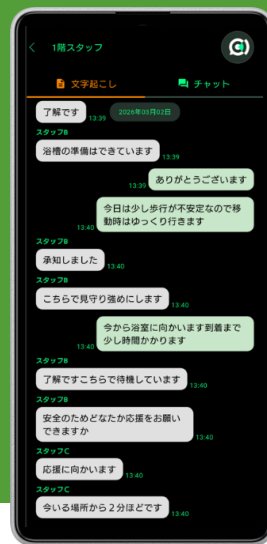 1階スタッフ
文字起こし
チャット
了解です
13:39
2026年03月02日
スタッフB
浴槽の準備はできています
13:39
ありがとうございます
13:39
今日は少し歩行が不安定なので移
動時はゆっくり行きます
13:40
スタッフB
承知しました
13:40
スタッフB
こちらで見守り強めにします
13:40
今から浴室に向かいます到着まで
少し時間かかります
13:40
スタッフB
了解ですこちらで待機しています
13:40
スタッフB
安全のためどなたか応援をお願い
できますか
13:40
スタッフC
応援に向かいます
13:40
スタッフC
今いる場所から2分ほどです
13:40